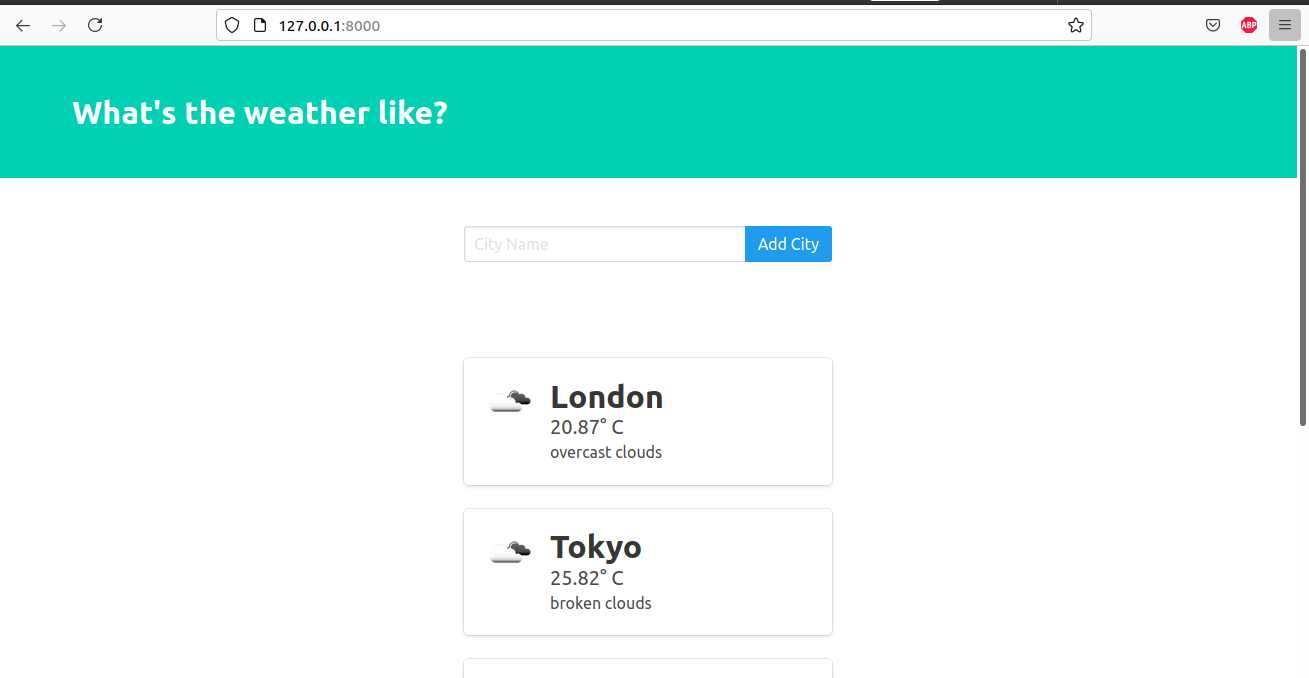 127.0.0.1:8000
ABP
What's the weather like?
City Name
Add City
London
20.87° C
overcast clouds
Tokyo
25.82° C
broken clouds